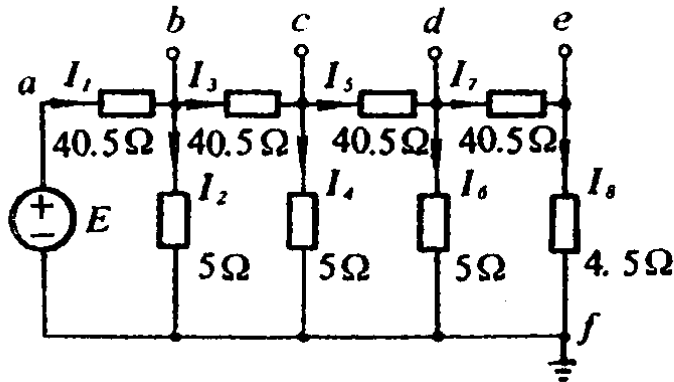 b c d e
a I₁ I₃ I₅ I₇
40.5Ω 40.5Ω 40.5Ω 40.5Ω
+ − E I₂ I₄ I₆ I₈
5Ω 5Ω 5Ω 4.5Ω
f